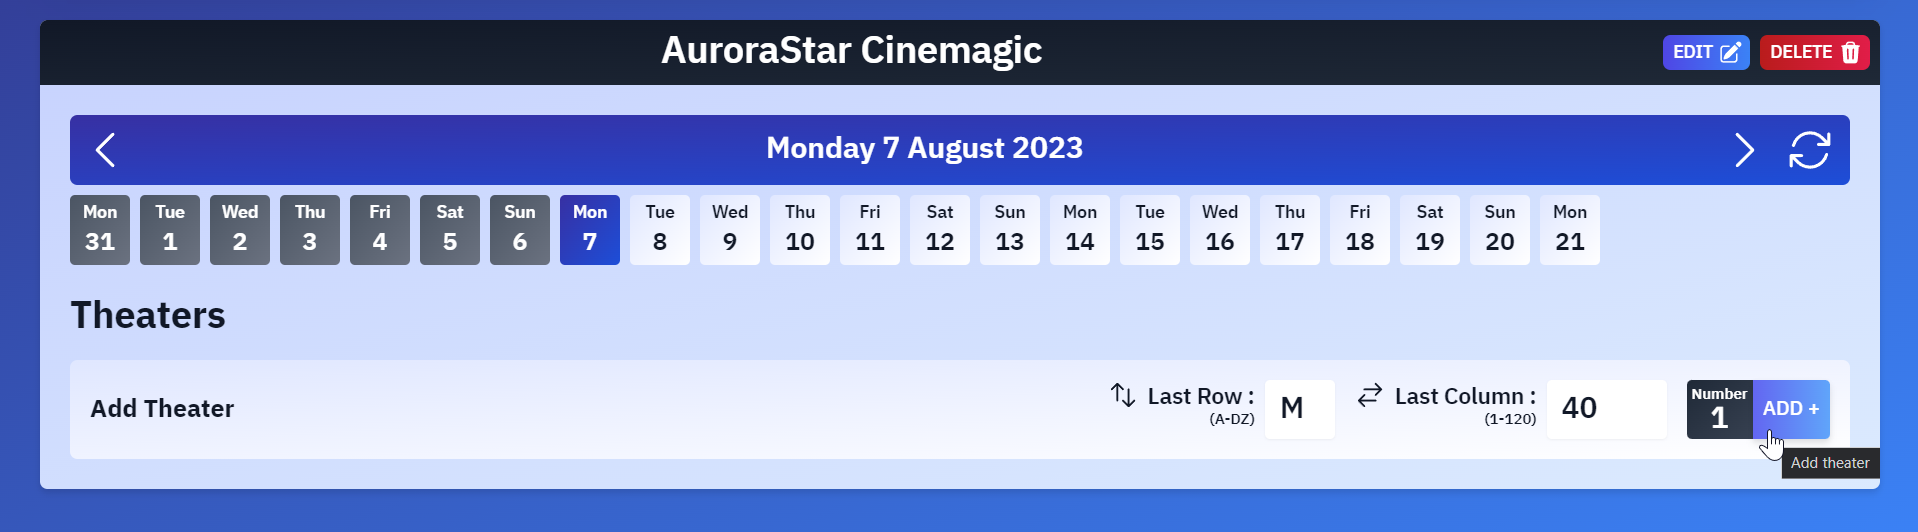 AuroraStar Cinemagic
EDIT
DELETE
Monday 7 August 2023
Mon Tue Wed Thu Fri Sat Sun Mon Tue Wed Thu Fri Sat Sun Mon Tue Wed Thu Fri Sat Sun Mon
31 1 2 3 4 5 6 7 8 9 10 11 12 13 14 15 16 17 18 19 20 21
Theaters
Add Theater
Last Row :
(A-DZ)
M
Last Column :
(1-120)
40
Number
1
ADD +
Add theater